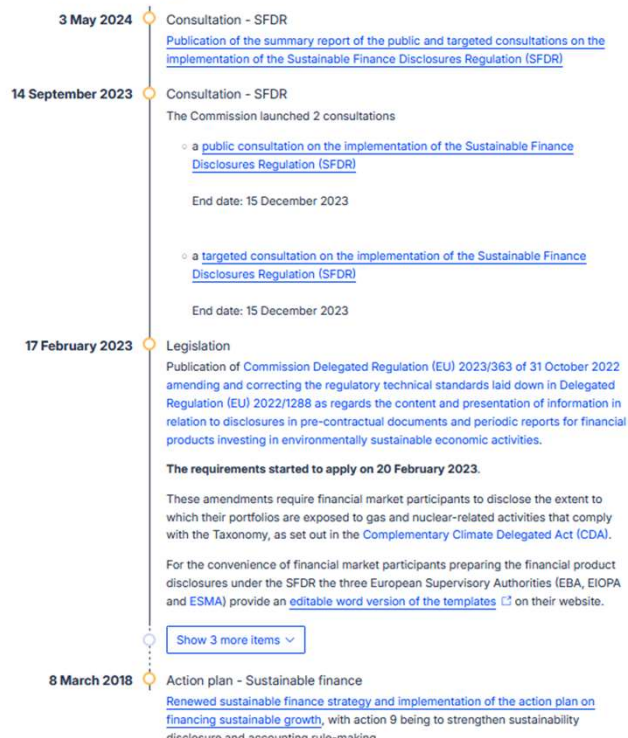 3 May 2024
Consultation - SFDR
Publication of the summary report of the public and targeted consultations on the
implementation of the Sustainable Finance Disclosures Regulation (SFDR)
14 September 2023
Consultation - SFDR
The Commission launched 2 consultations
a public consultation on the implementation of the Sustainable Finance
Disclosures Regulation (SFDR)
End date: 15 December 2023
a targeted consultation on the implementation of the Sustainable Finance
Disclosures Regulation (SFDR)
End date: 15 December 2023
17 February 2023
Legislation
Publication of Commission Delegated Regulation (EU) 2023/363 of 31 October 2022
amending and correcting the regulatory technical standards laid down in Delegated
Regulation (EU) 2022/1288 as regards the content and presentation of information in
relation to disclosures in pre-contractual documents and periodic reports for financial
products investing in environmentally sustainable economic activities.
The requirements started to apply on 20 February 2023.
These amendments require financial market participants to disclose the extent to
which their portfolios are exposed to gas and nuclear-related activities that comply
with the Taxonomy, as set out in the Complementary Climate Delegated Act (CDA).
For the convenience of financial market participants preparing the financial product
disclosures under the SFDR the three European Supervisory Authorities (EBA, EIOPA
and ESMA) provide an editable word version of the templates on their website.
Show 3 more items
8 March 2018
Action plan - Sustainable finance
Renewed sustainable finance strategy and implementation of the action plan on
financing sustainable growth, with action 9 being to strengthen sustainability
disclosure and accounting rule-making